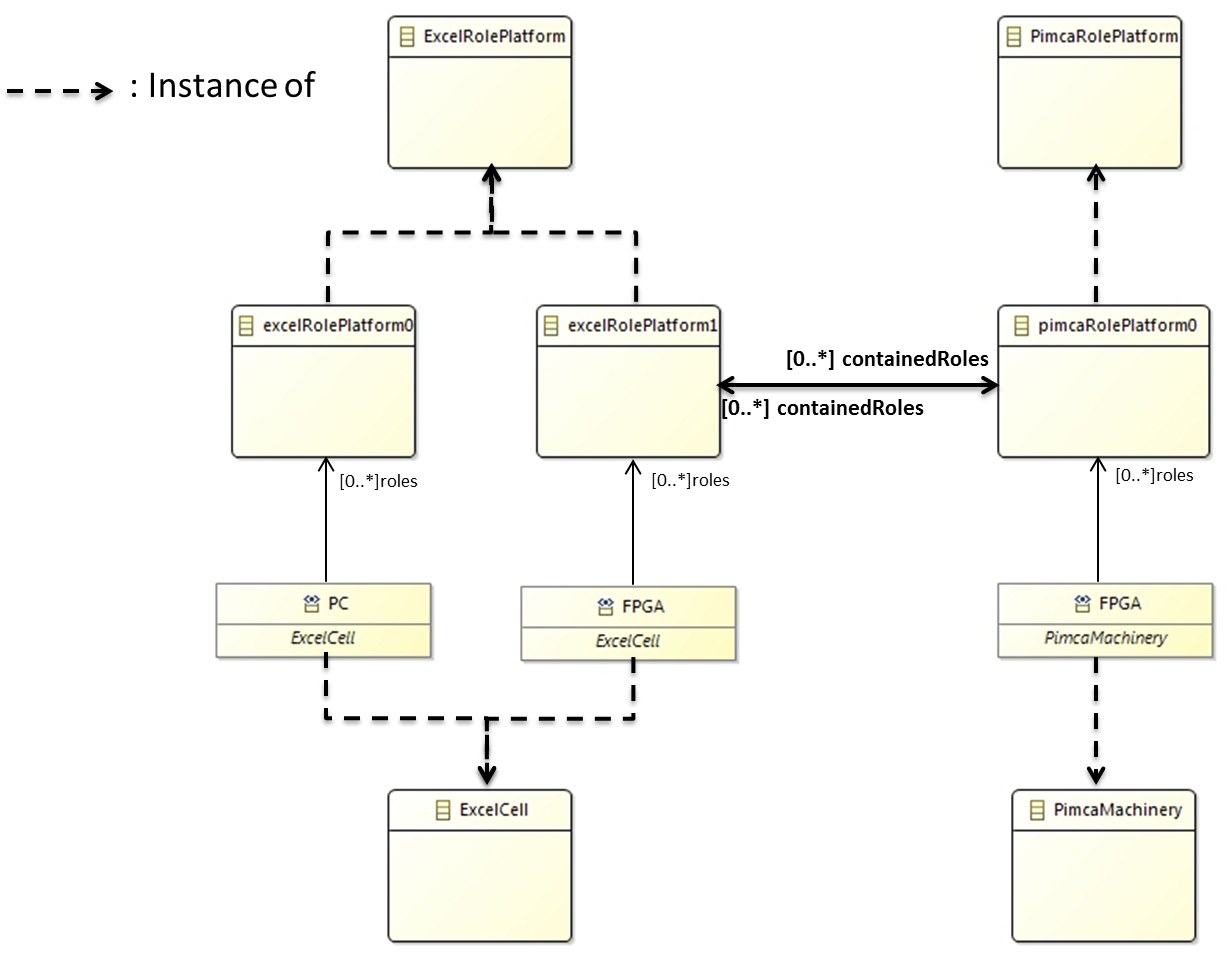 ExcelRolePlatform
PimcaRolePlatform
: Instance of
excelRolePlatform0
excelRolePlatform1
pimcaRolePlatform0
[0..*] containedRoles
[0..*] containedRoles
[0..*]roles
[0..*]roles
[0..*]roles
PC
ExcelCell
FPGA
ExcelCell
FPGA
PimcaMachinery
ExcelCell
PimcaMachinery